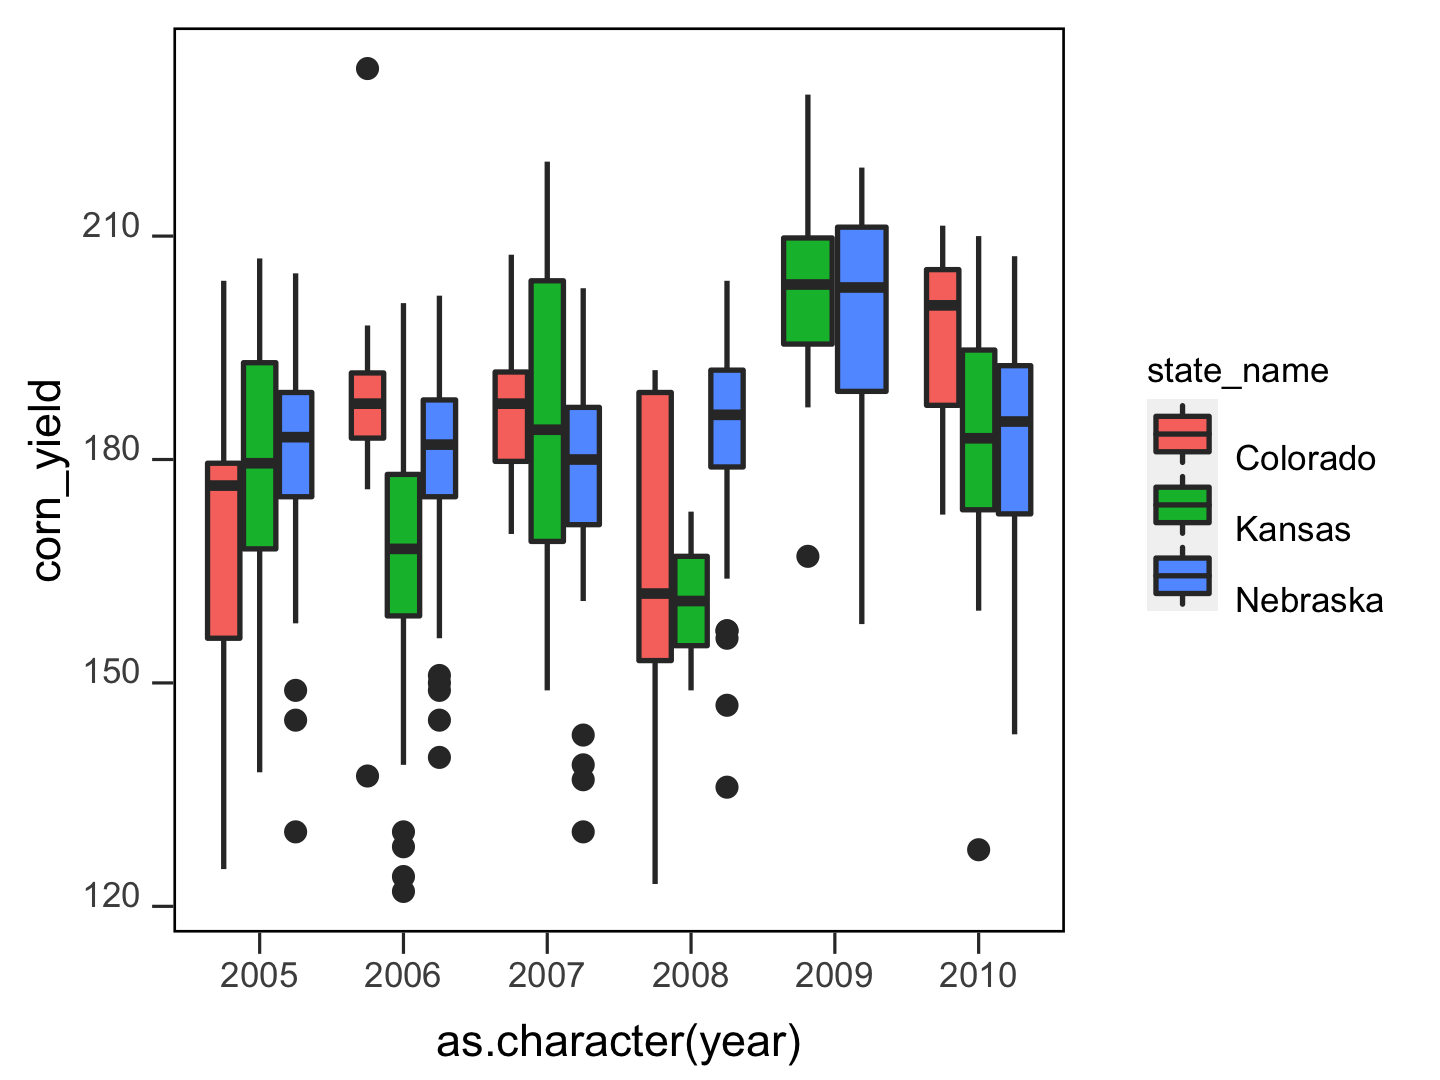 corn_yield
210
180
150
120
2005 2006 2007 2008 2009 2010
as.character(year)
state_name
Colorado
Kansas
Nebraska